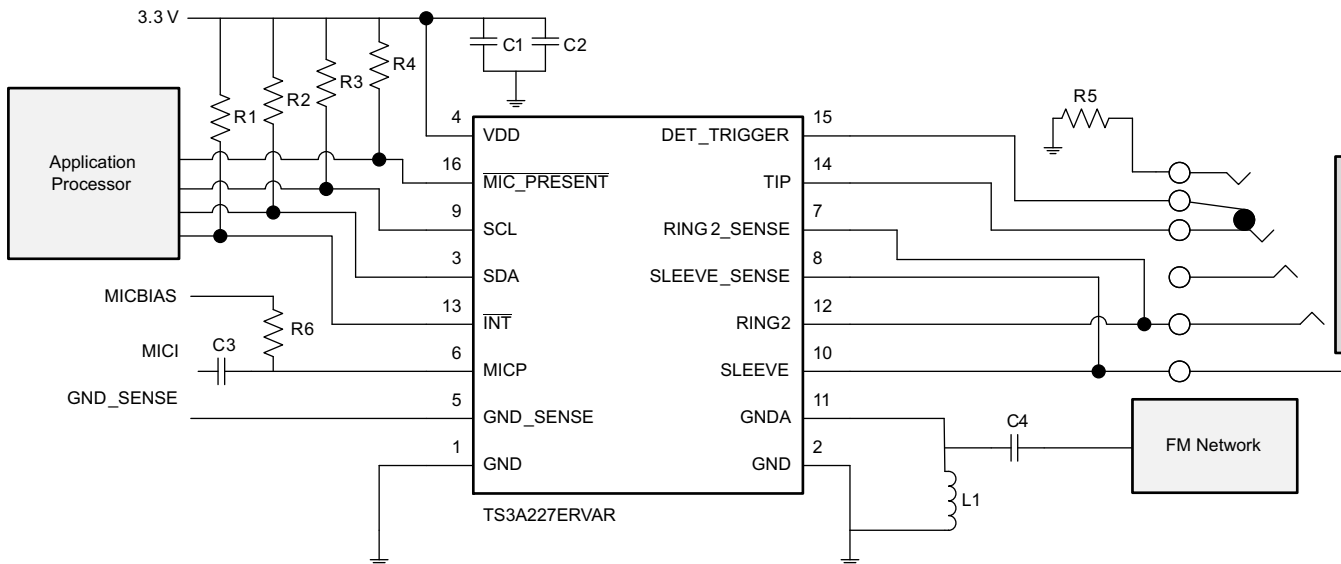 3.3 V
C1
C2
R4
R3
R2
R1
R5
Application
Processor
4
VDD
DET_TRIGGER
15
16
MIC_PRESENT
TIP
14
9
SCL
RING2_SENSE
7
3
SDA
SLEEVE_SENSE
8
MICBIAS
13
INT
RING2
12
R6
MICI
C3
6
MICP
SLEEVE
10
GND_SENSE
5
GND_SENSE
GNDA
11
C4
FM Network
1
GND
GND
2
L1
TS3A227ERVAR